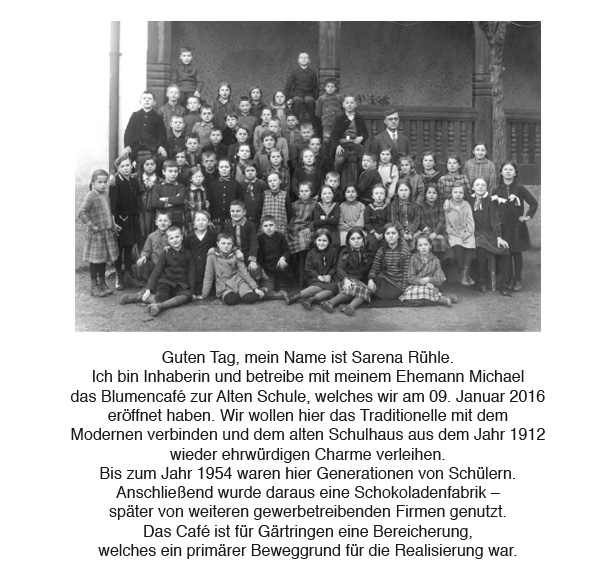 Guten Tag, mein Name ist Sarena Rühle.
Ich bin Inhaberin und betreibe mit meinem Ehemann Michael
das Blumencafé zur Alten Schule, welches wir am 09. Januar 2016
eröffnet haben. Wir wollen hier das Traditionelle mit dem
Modernen verbinden und dem alten Schulhaus aus dem Jahr 1912
wieder ehrwürdigen Charme verleihen.
Bis zum Jahr 1954 waren hier Generationen von Schülern.
Anschließend wurde daraus eine Schokoladenfabrik –
später von weiteren gewerbetreibenden Firmen genutzt.
Das Café ist für Gärtringen eine Bereicherung,
welches ein primärer Beweggrund für die Realisierung war.